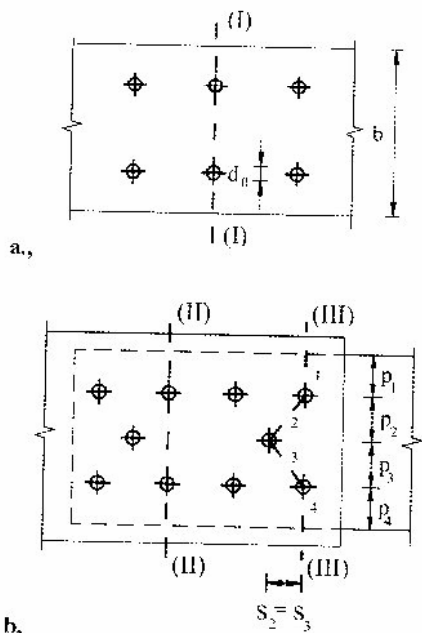 (I)
b
d₀
(I)
a.,
(II) (III)
1
p₁
2
p₂
3
p₃
4
p₄
(II) (III)
S₂ = S₃
b.